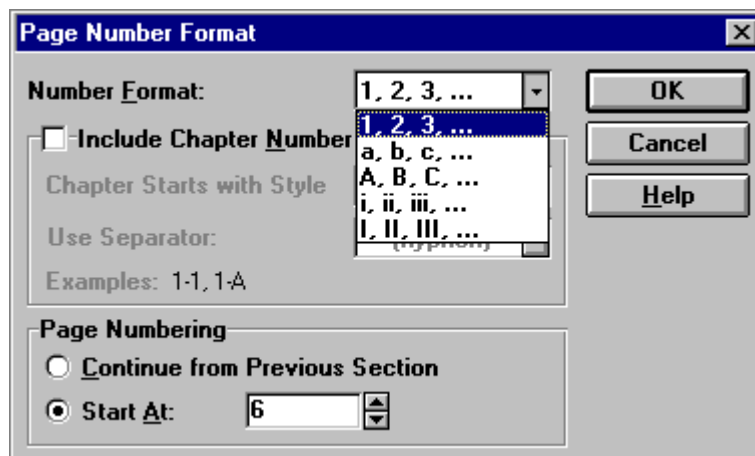 Page Number Format
Number Format: 1, 2, 3, ...
OK
1, 2, 3, ...
Include Chapter Number
a, b, c, ...
Cancel
A, B, C, ...
Chapter Starts with Style
i, ii, iii, ...
Help
I, II, III, ...
Use Separator:
(hyphen)
Examples: 1-1, 1-A
Page Numbering
Continue from Previous Section
Start At: 6